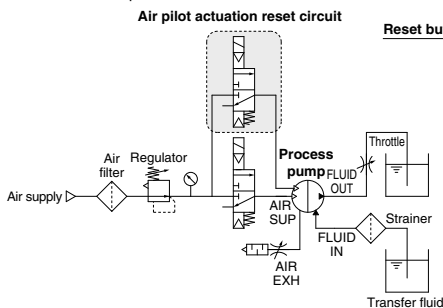 Air pilot actuation reset circuit
Reset bu
Air
filter
Regulator
Air supply
Process
pump
FLUID
OUT
Throttle
AIR
SUP
FLUID
IN
Strainer
AIR
EXH
Transfer fluid